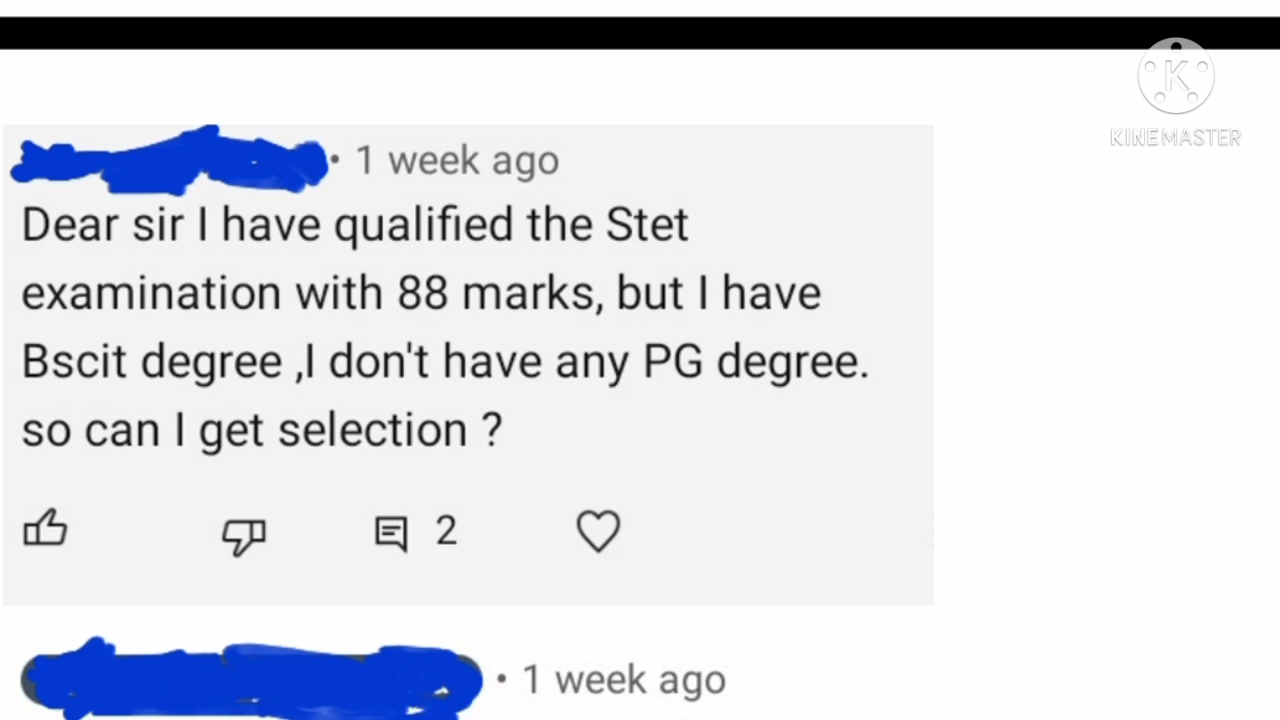 K
KINEMASTER
• 1 week ago
Dear sir I have qualified the Stet
examination with 88 marks, but I have
Bscit degree ,I don't have any PG degree.
so can I get selection ?
2
• 1 week ago